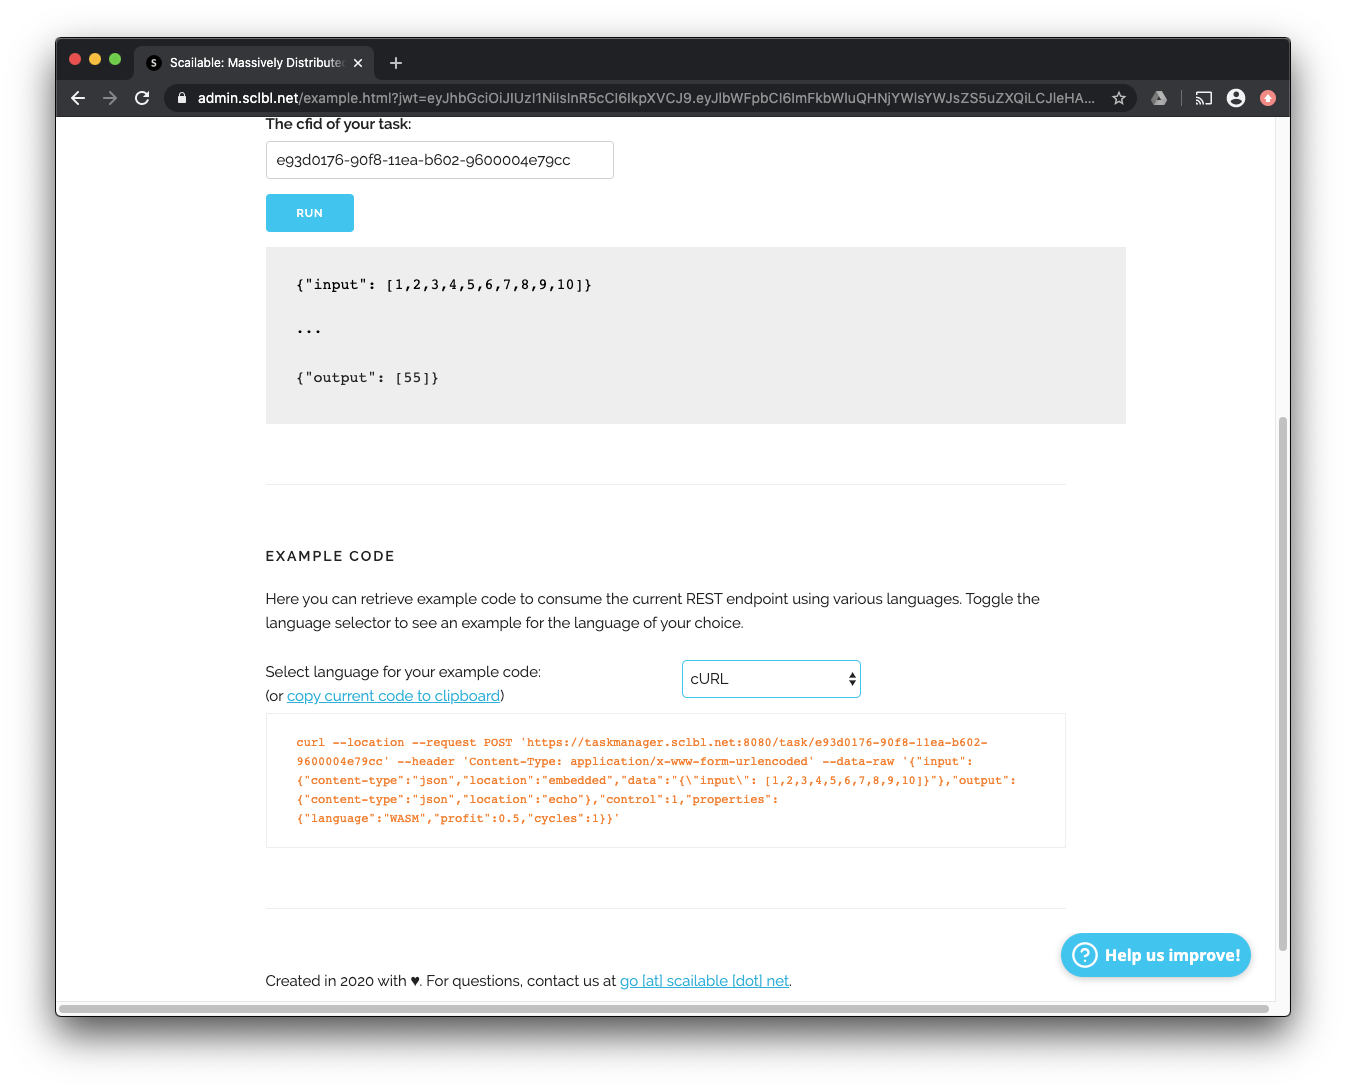 S Scailable: Massively Distribute
admin.sclbl.net/example.html?jwt=eyJhbGciOiJIUzI1NiIsInR5cCI6IkpXVCJ9.eyJlbWFpbCI6ImFkbWluQHNjYWlsYWJsZS5uZXQiLCJleHA...
The cfid of your task:
e93d0176-90f8-11ea-b602-9600004e79cc
RUN
{"input": [1,2,3,4,5,6,7,8,9,10]}
...
{"output": [55]}
EXAMPLE CODE
Here you can retrieve example code to consume the current REST endpoint using various languages. Toggle the
language selector to see an example for the language of your choice.
Select language for your example code:
cURL
(or copy current code to clipboard)
curl --location --request POST 'https://taskmanager.sclbl.net:8080/task/e93d0176-90f8-11ea-b602-
9600004e79cc' --header 'Content-Type: application/x-www-form-urlencoded' --data-raw '{"input":
{"content-type":"json","location":"embedded","data":"{\"input\": [1,2,3,4,5,6,7,8,9,10]}"},"output":
{"content-type":"json","location":"echo"},"control":1,"properties":
{"language":"WASM","profit":0.5,"cycles":1}}'
Help us improve!
Created in 2020 with ♥. For questions, contact us at go [at] scailable [dot] net.